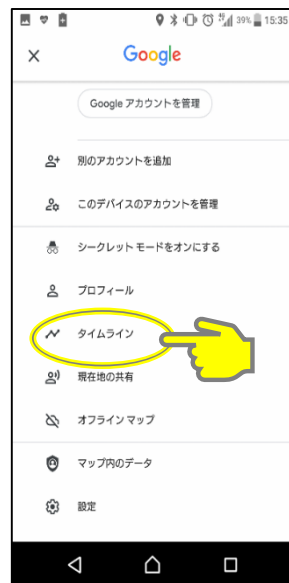 39% 15:35
Google
Google アカウントを管理
別のアカウントを追加
このデバイスのアカウントを管理
シークレット モードをオンにする
プロフィール
タイムライン
現在地の共有
オフライン マップ
マップ内のデータ
設定